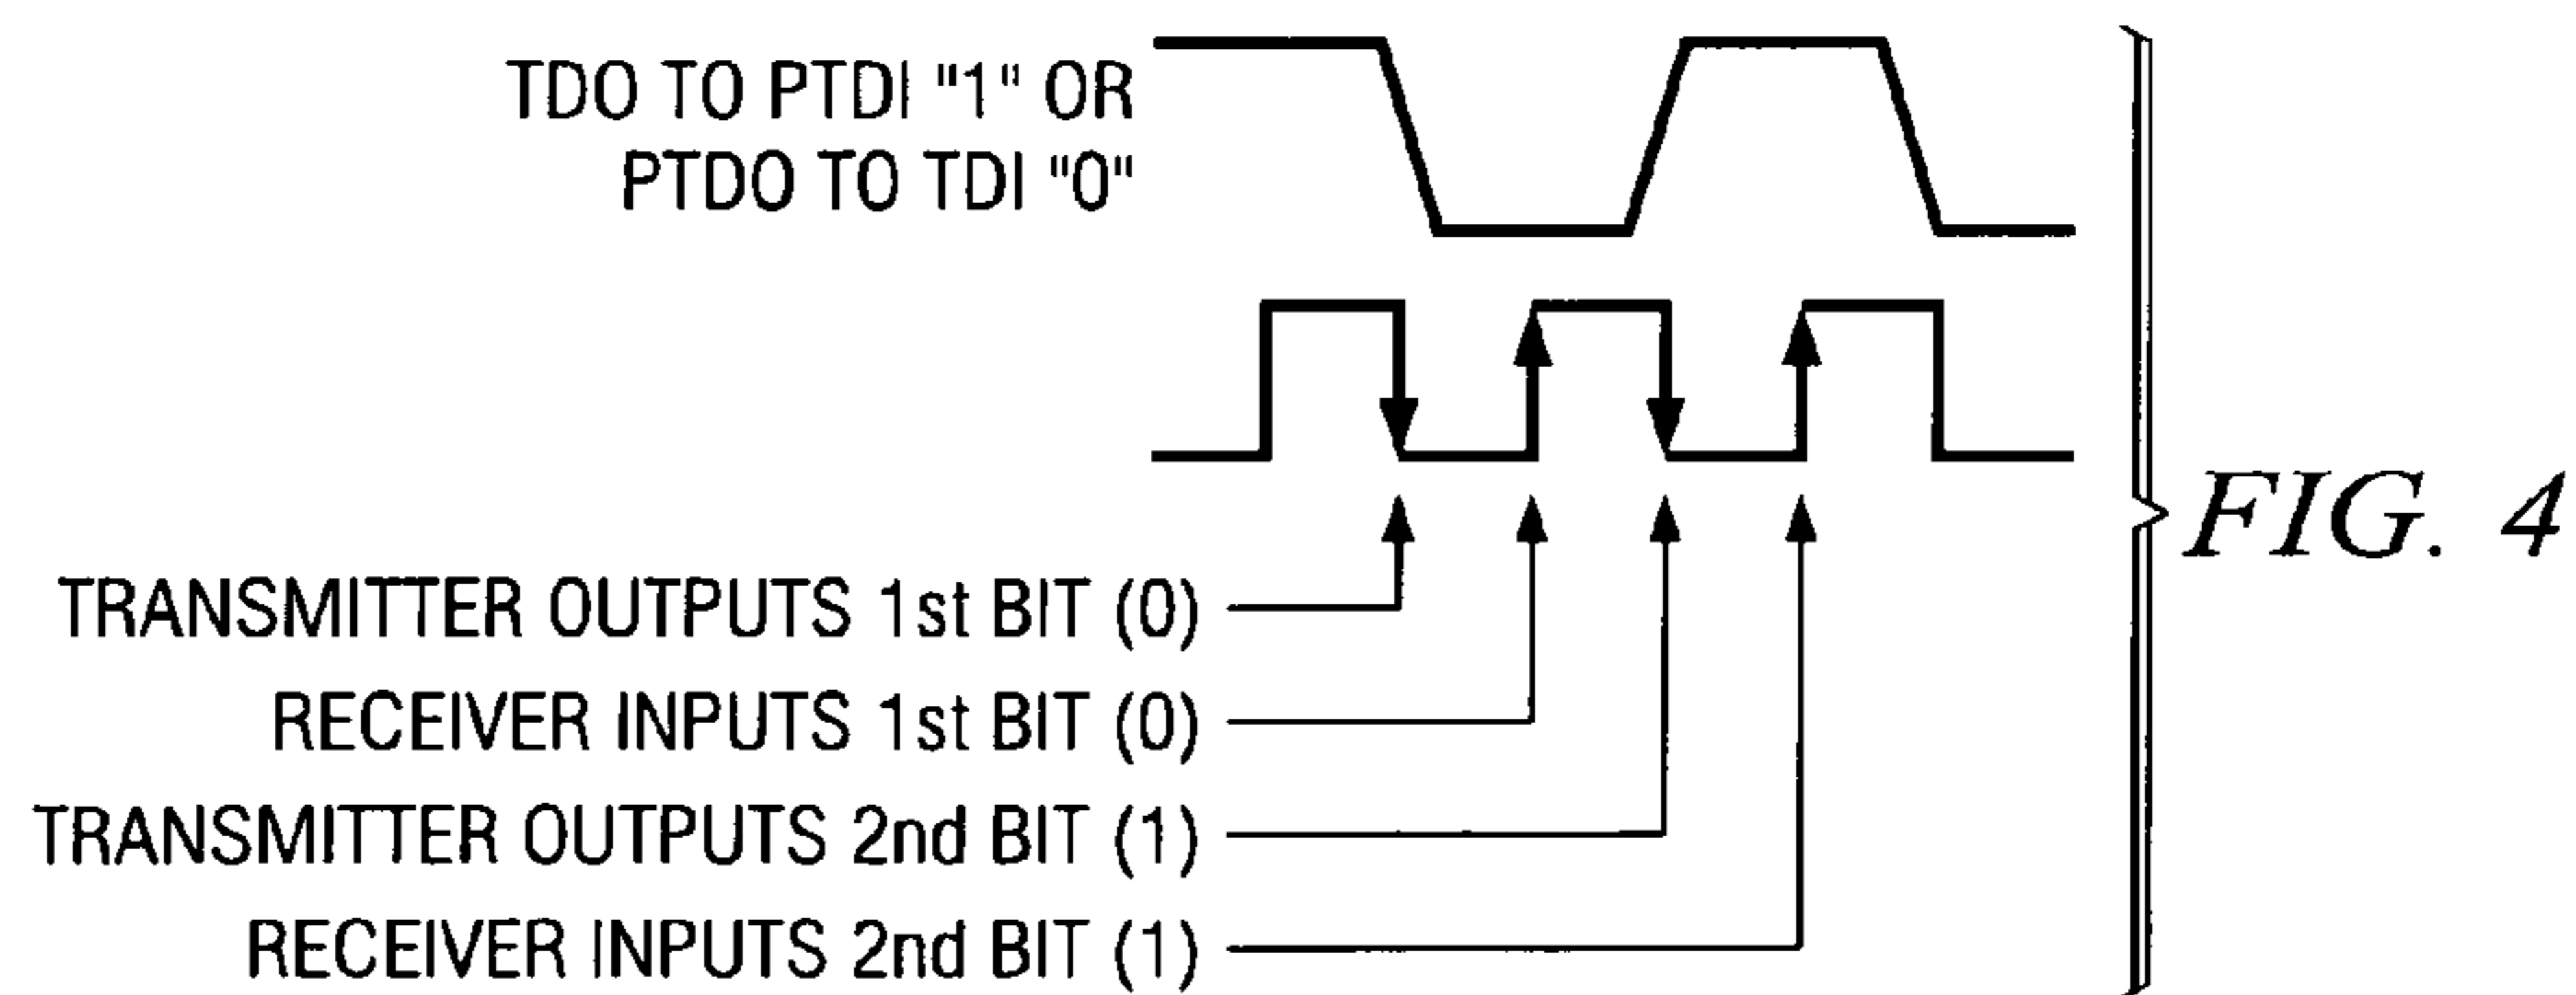 TDO TO PTDI "1" OR
PTDO TO TDI "0"
FIG. 4
TRANSMITTER OUTPUTS 1st BIT (0)
RECEIVER INPUTS 1st BIT (0)
TRANSMITTER OUTPUTS 2nd BIT (1)
RECEIVER INPUTS 2nd BIT (1)